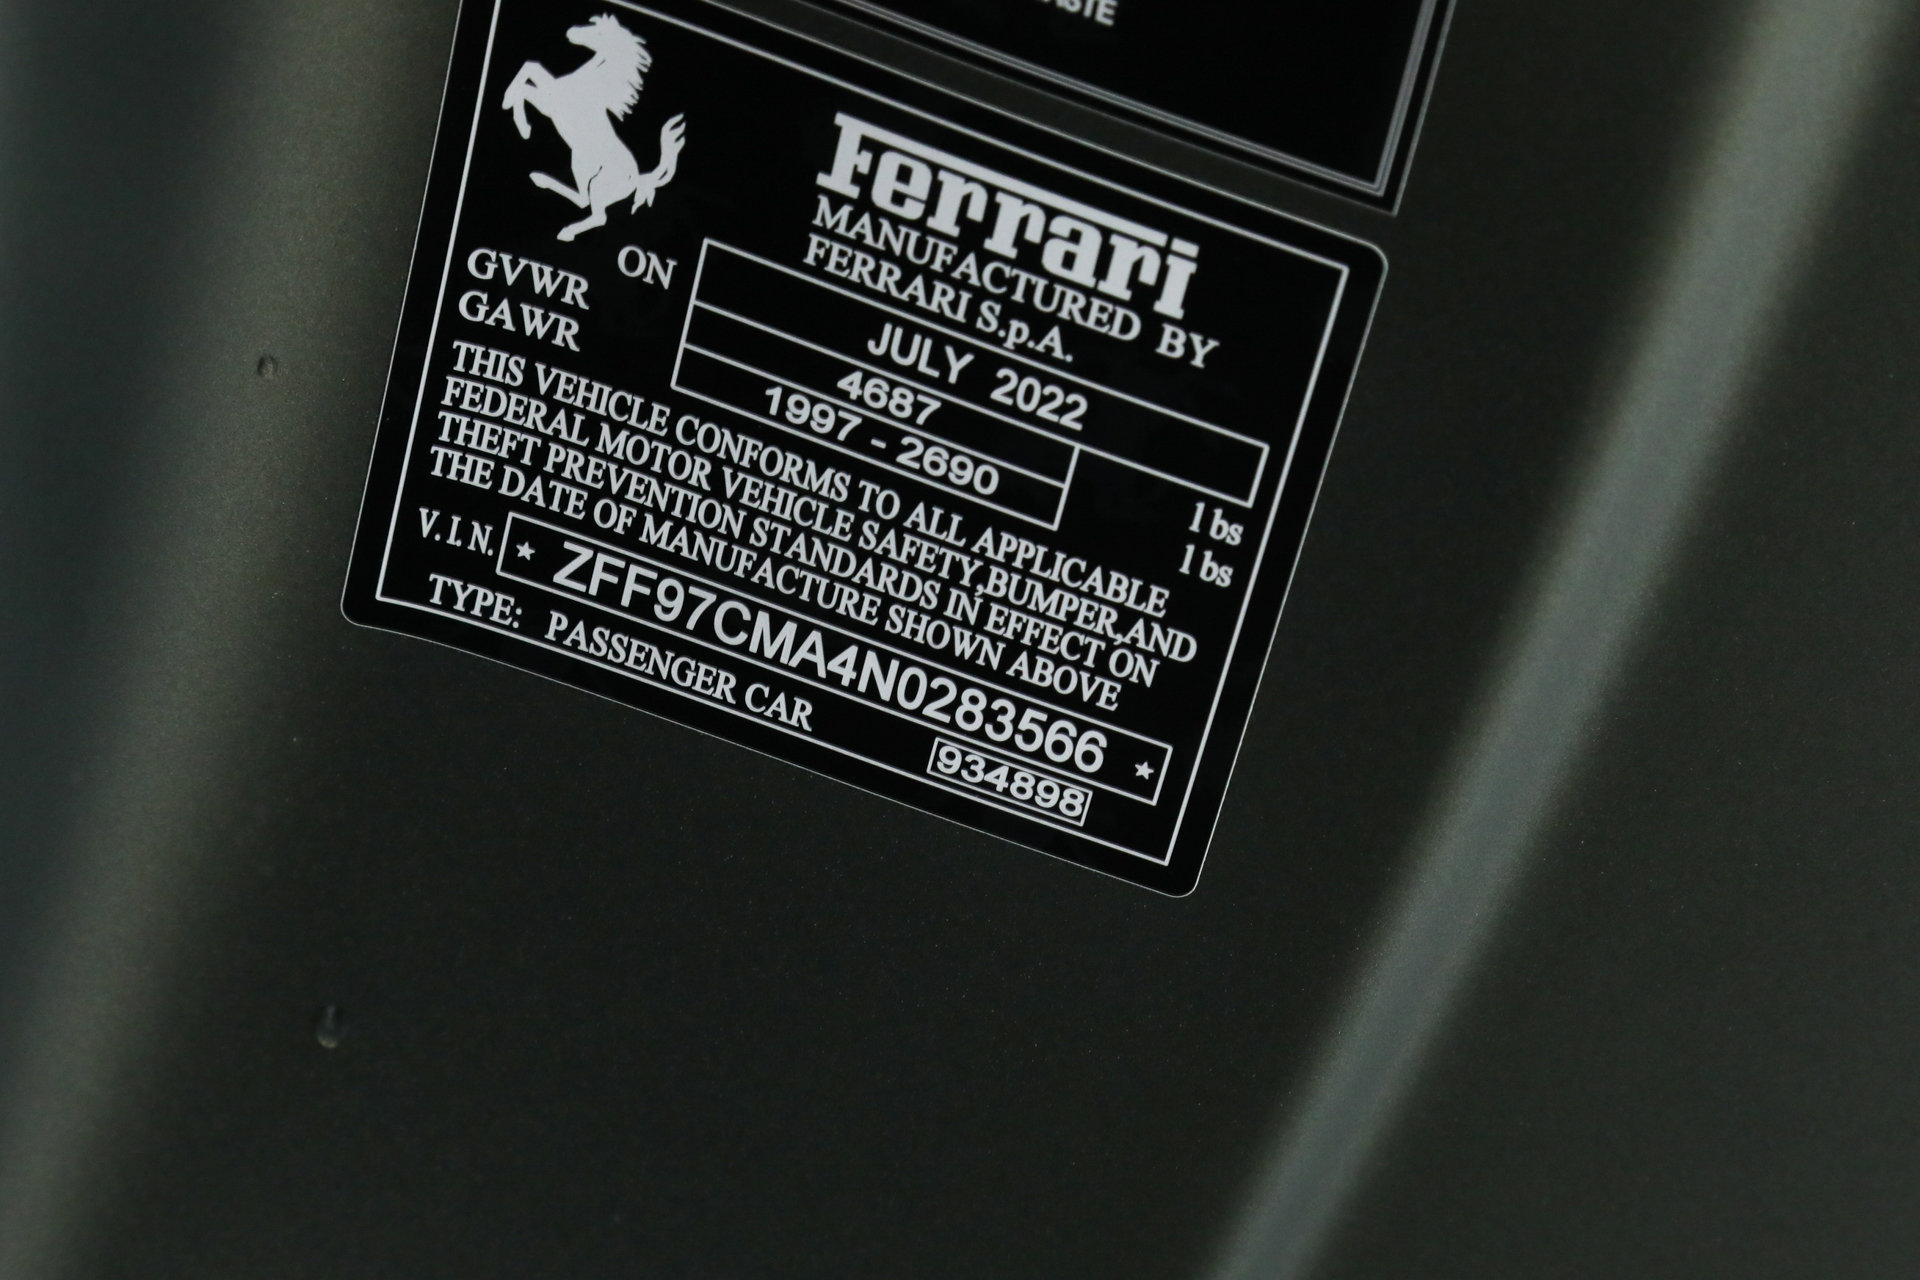 Ferrari
MANUFACTURED BY
FERRARI S.p.A.
ON JULY 2022
GVWR 4687 lbs
GAWR 1997 - 2690 lbs
THIS VEHICLE CONFORMS TO ALL APPLICABLE
FEDERAL MOTOR VEHICLE SAFETY,BUMPER,AND
THEFT PREVENTION STANDARDS IN EFFECT ON
THE DATE OF MANUFACTURE SHOWN ABOVE
V.I.N. ★ ZFF97CMA4N0283566 ★
TYPE: PASSENGER CAR 934898